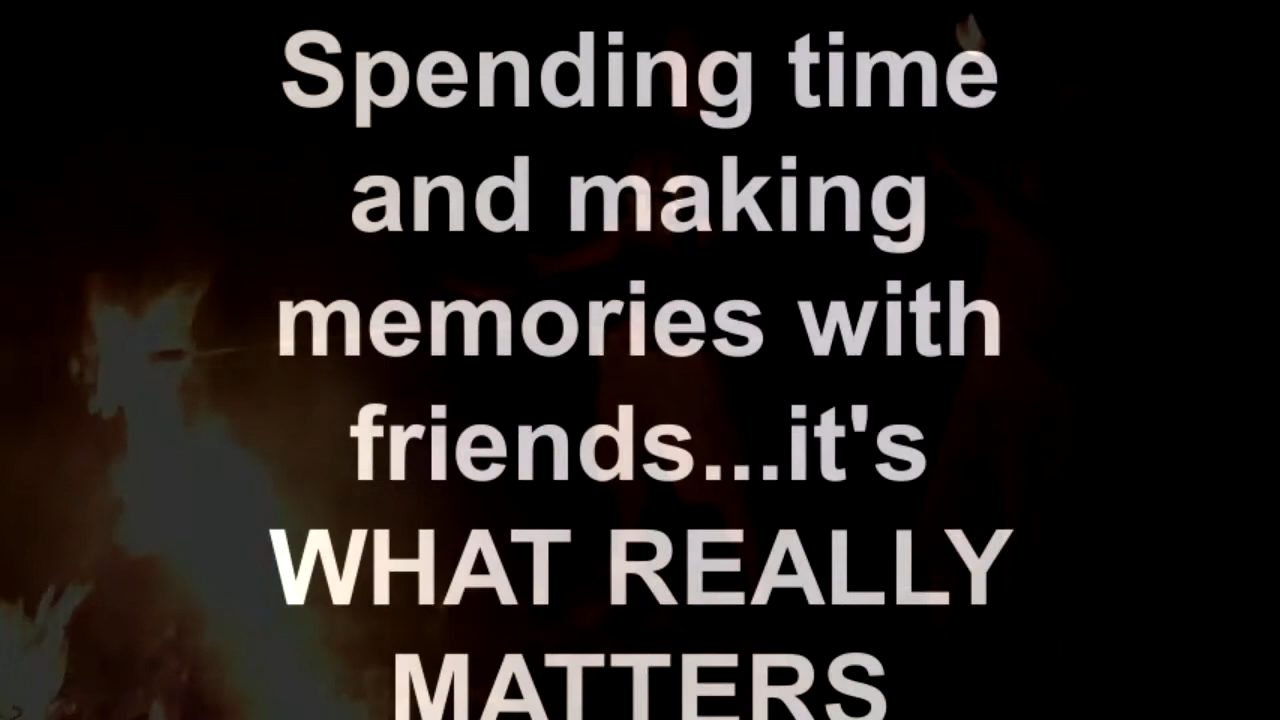 Spending time
and making
memories with
friends...it's
WHAT REALLY
MATTERS